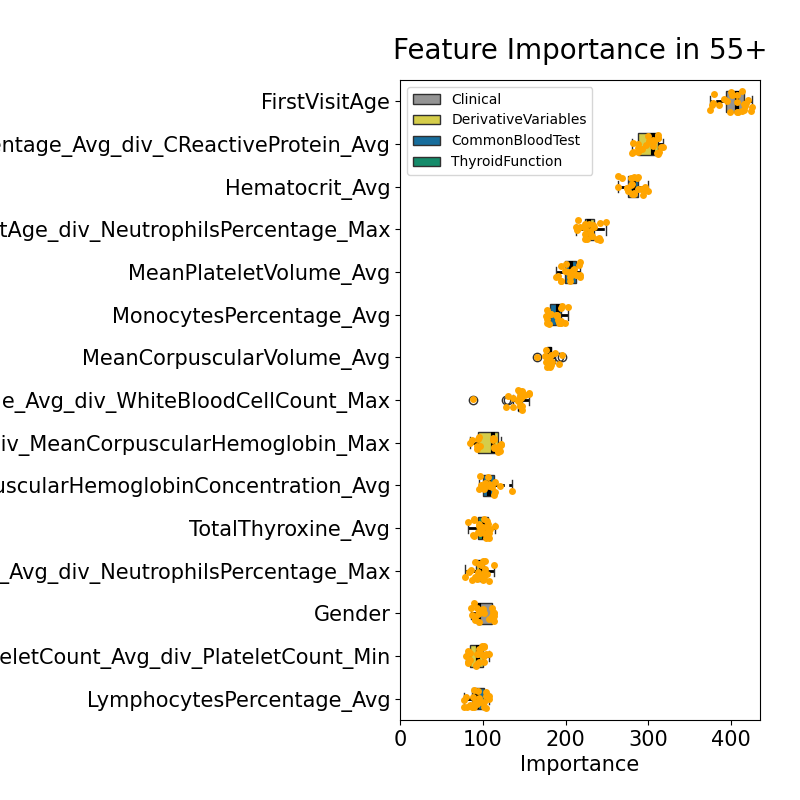 Feature Importance in 55+
Clinical
DerivativeVariables
CommonBloodTest
ThyroidFunction
FirstVisitAge
entage_Avg_div_CReactiveProtein_Avg
Hematocrit_Avg
tAge_div_NeutrophilsPercentage_Max
MeanPlateletVolume_Avg
MonocytesPercentage_Avg
MeanCorpuscularVolume_Avg
e_Avg_div_WhiteBloodCellCount_Max
iv_MeanCorpuscularHemoglobin_Max
uscularHemoglobinConcentration_Avg
TotalThyroxine_Avg
_Avg_div_NeutrophilsPercentage_Max
Gender
eletCount_Avg_div_PlateletCount_Min
LymphocytesPercentage_Avg
0 100 200 300 400
Importance